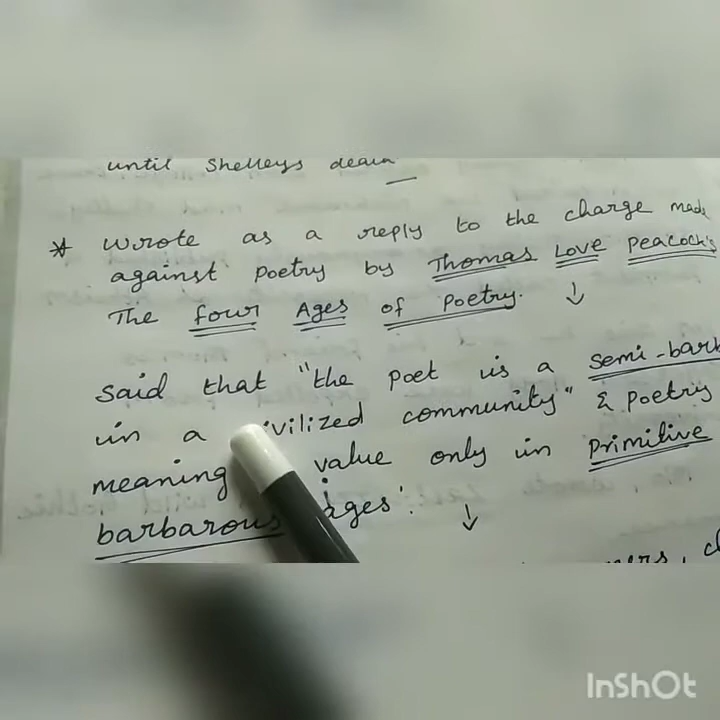 until Shelleys death
* Wrote as a reply to the charge made
against poetry by Thomas Love Peacock's
The four Ages of Poetry. ↓
said that "the poet is a semi-barb
in a ivilized community" & poetry
meaning value only in primitive
barbarous ages'. ↓
InShOt